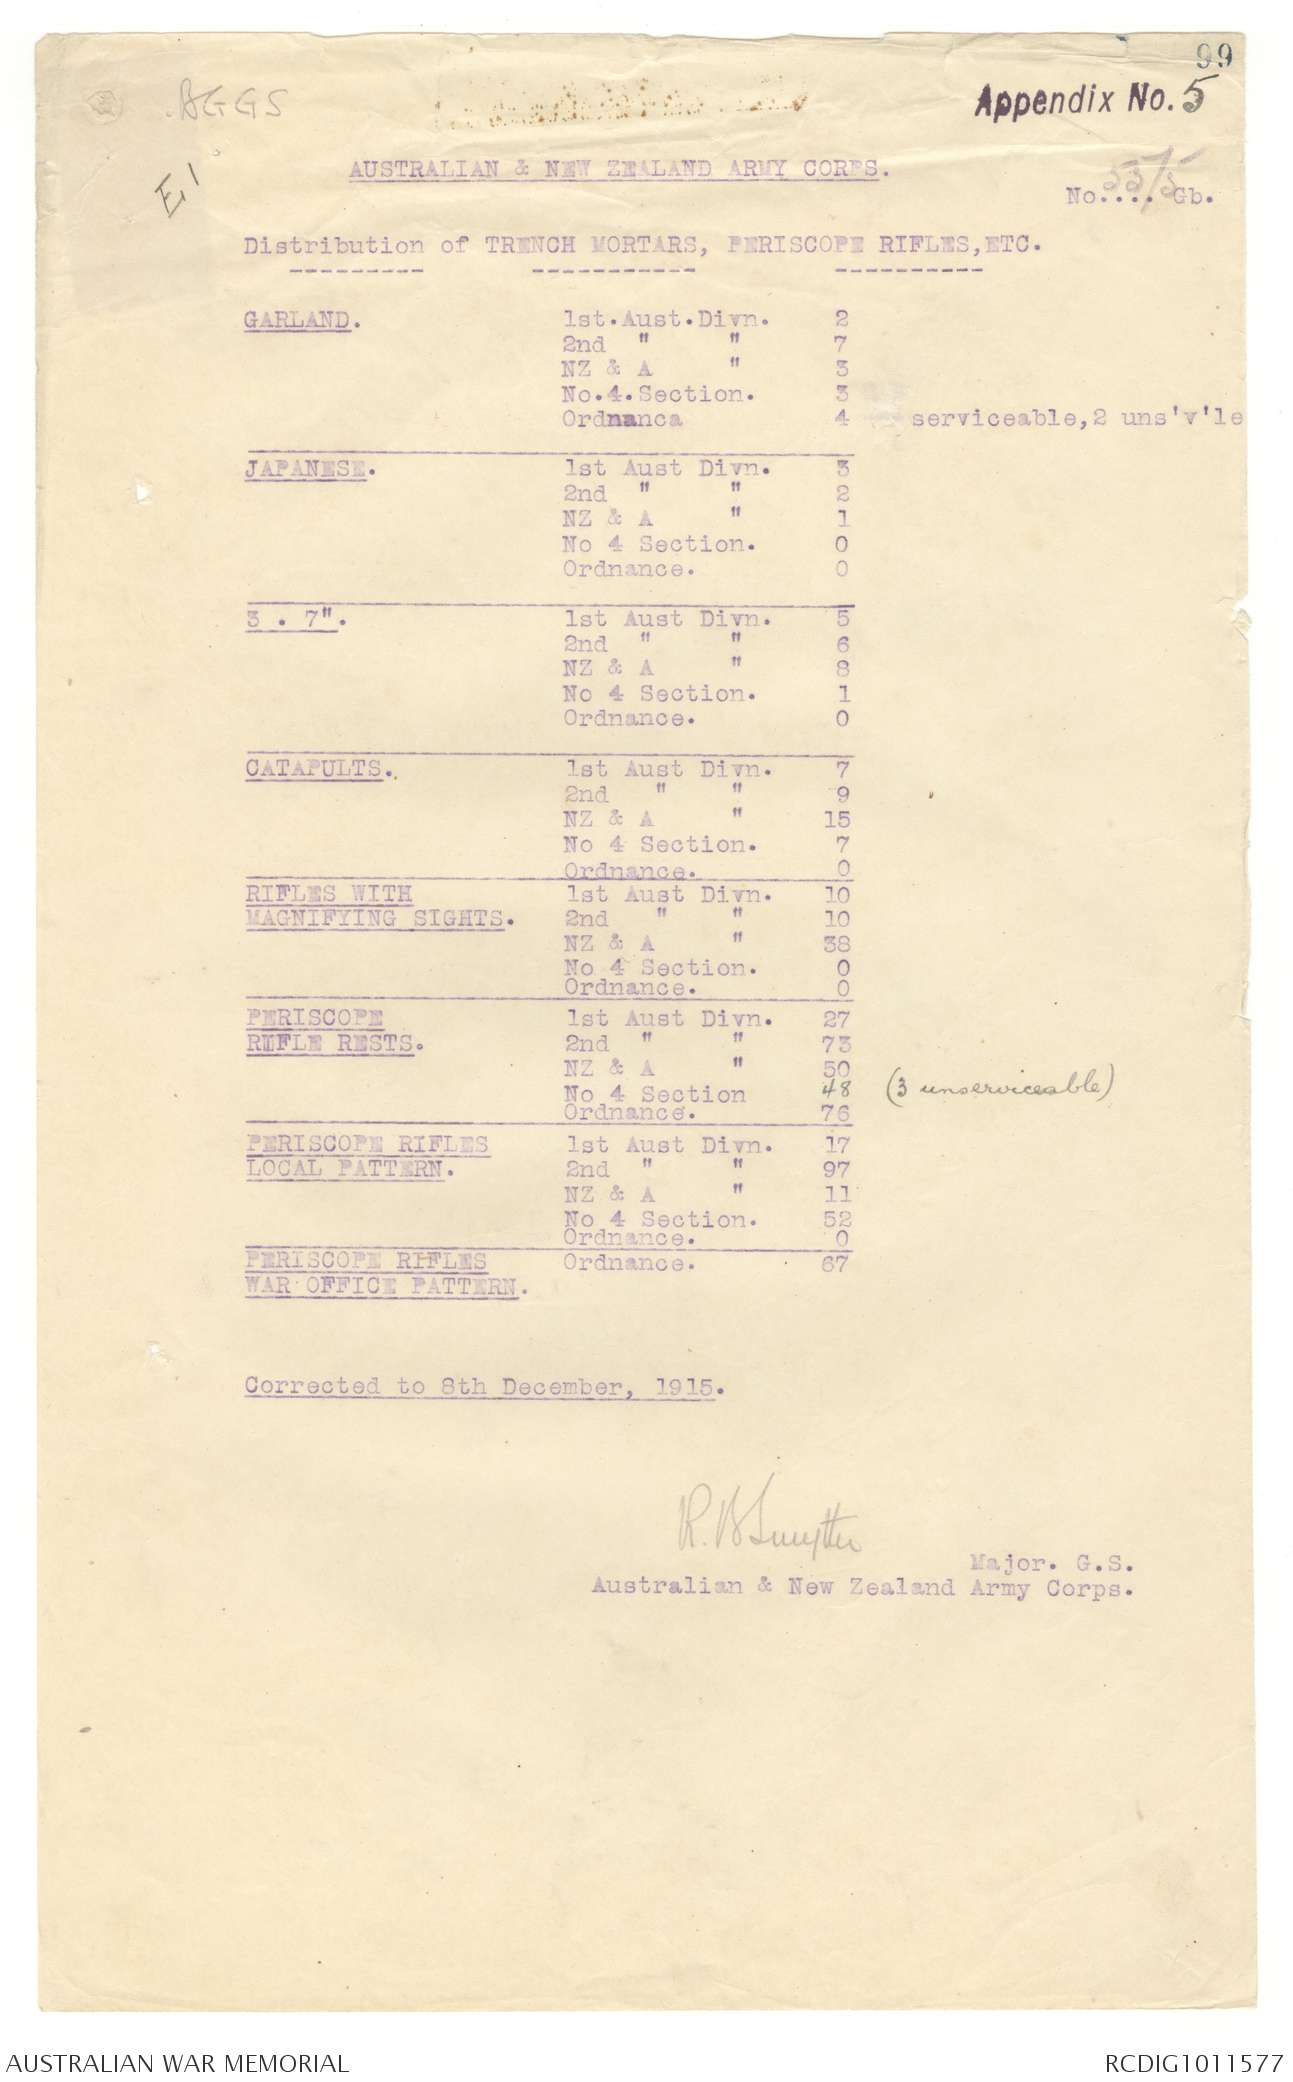 99
BGGS
Appendix No. 5
E1
AUSTRALIAN & NEW ZEALAND ARMY CORPS.
No.... Gb.
Distribution of TRENCH MORTARS, PERISCOPE RIFLES,ETC.
GARLAND. 1st.Aust.Divn. 2
2nd " " 7
NZ & A " 3
No.4.Section. 3
Ordnanca 4 serviceable,2 uns'v'le
JAPANESE. 1st Aust Divn. 3
2nd " " 2
NZ & A " 1
No 4 Section. 0
Ordnance. 0
3 . 7". 1st Aust Divn. 5
2nd " " 6
NZ & A " 8
No 4 Section. 1
Ordnance. 0
CATAPULTS. 1st Aust Divn. 7
2nd " " 9
NZ & A " 15
No 4 Section. 7
Ordnance. 0
RIFLES WITH 1st Aust Divn. 10
MAGNIFYING SIGHTS. 2nd " " 10
NZ & A " 38
No 4 Section. 0
Ordnance. 0
PERISCOPE 1st Aust Divn. 27
RIFLE RESTS. 2nd " " 73
NZ & A " 50
No 4 Section 48 (3 unserviceable)
Ordnance. 76
PERISCOPE RIFLES 1st Aust Divn. 17
LOCAL PATTERN. 2nd " " 97
NZ & A " 11
No 4 Section. 52
Ordnance. 0
PERISCOPE RIFLES Ordnance. 67
WAR OFFICE PATTERN.
Corrected to 8th December, 1915.
R. B Smythe
Major. G.S.
Australian & New Zealand Army Corps.
AUSTRALIAN WAR MEMORIAL RCDIG1011577